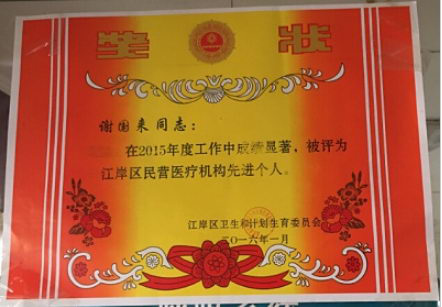 奖 状
谢国来同志：
在2015年度工作中成绩显著，被评为
江岸区民营医疗机构先进个人。
江岸区卫生和计划生育委员会
二〇一六年一月